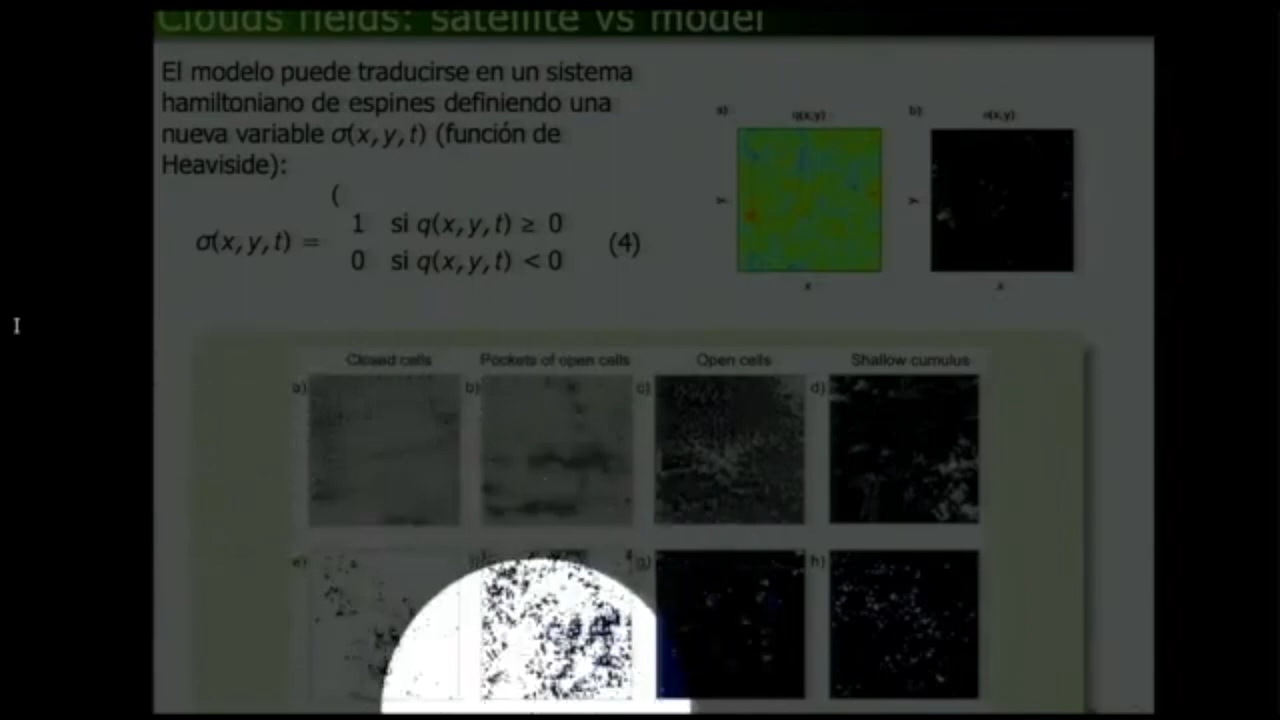 Clouds fields: satellite vs model
El modelo puede traducirse en un sistema
hamiltoniano de espines definiendo una
nueva variable σ(x, y, t) (función de
Heaviside):
(
1 si q(x, y, t) ≥ 0
σ(x, y, t) =
(4)
0 si q(x, y, t) < 0
a) q(x,y) b) σ(x,y)
y y
x x
Closed cells Pockets of open cells Open cells Shallow cumulus
a) b) c) d)
e) g) h)